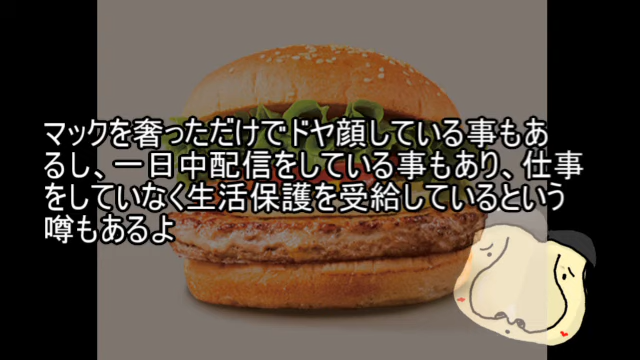 マックを奢っただけでドヤ顔している事もあ
るし、一日中配信をしている事もあり、仕事
をしていなく生活保護を受給しているという
噂もあるよ